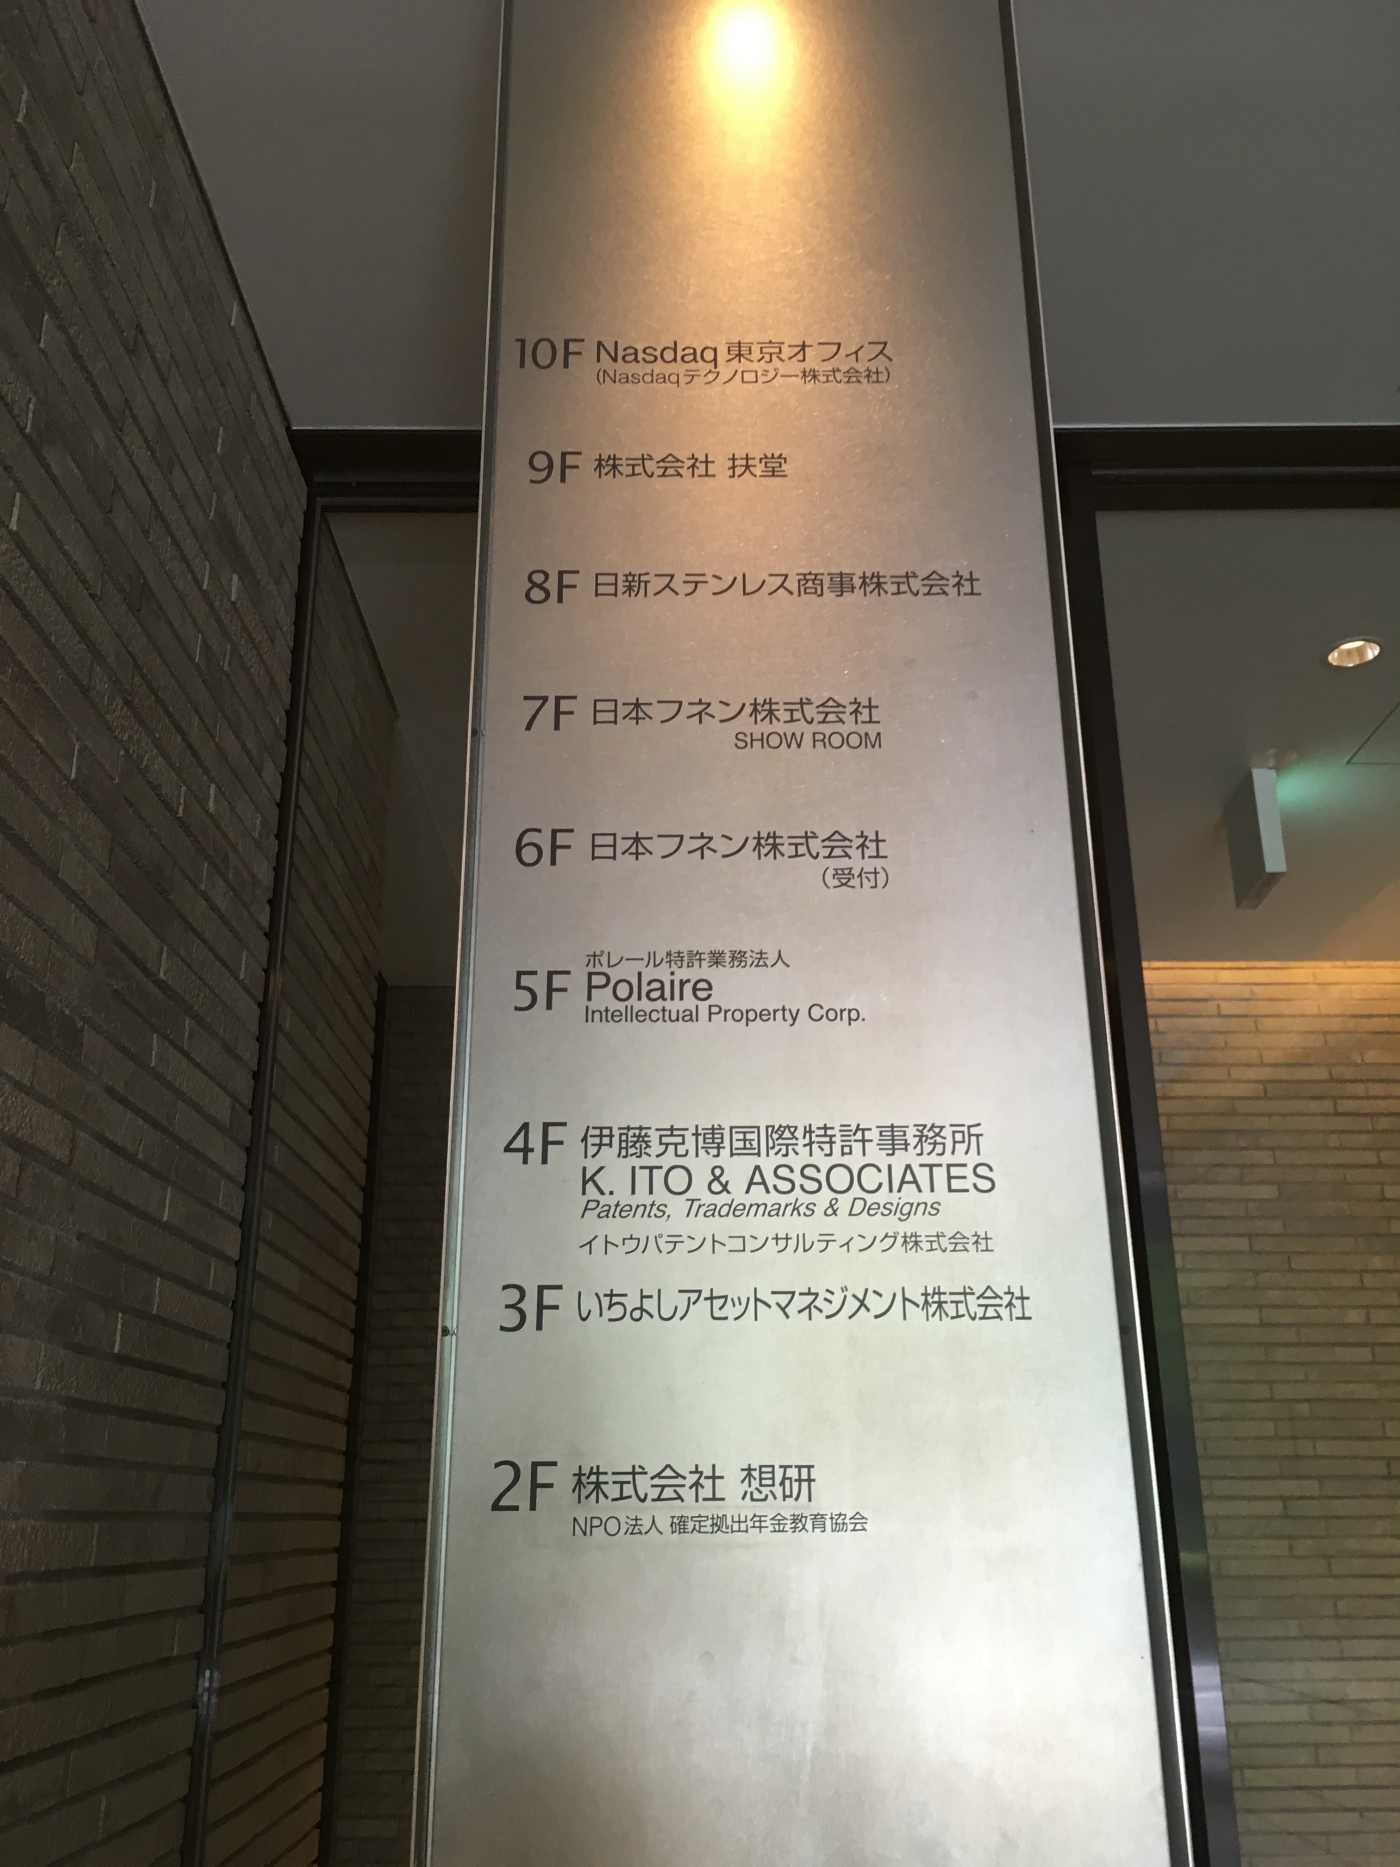 10F Nasdaq 東京オフィス
(Nasdaqテクノロジー株式会社)
9F 株式会社 扶堂
8F 日新ステンレス商事株式会社
7F 日本フネン株式会社
SHOW ROOM
6F 日本フネン株式会社
(受付)
ポレール特許業務法人
5F Polaire
Intellectual Property Corp.
4F 伊藤克博国際特許事務所
K. ITO & ASSOCIATES
Patents, Trademarks & Designs
イトウパテントコンサルティング株式会社
3F いちよしアセットマネジメント株式会社
2F 株式会社 想研
NPO法人 確定拠出年金教育協会